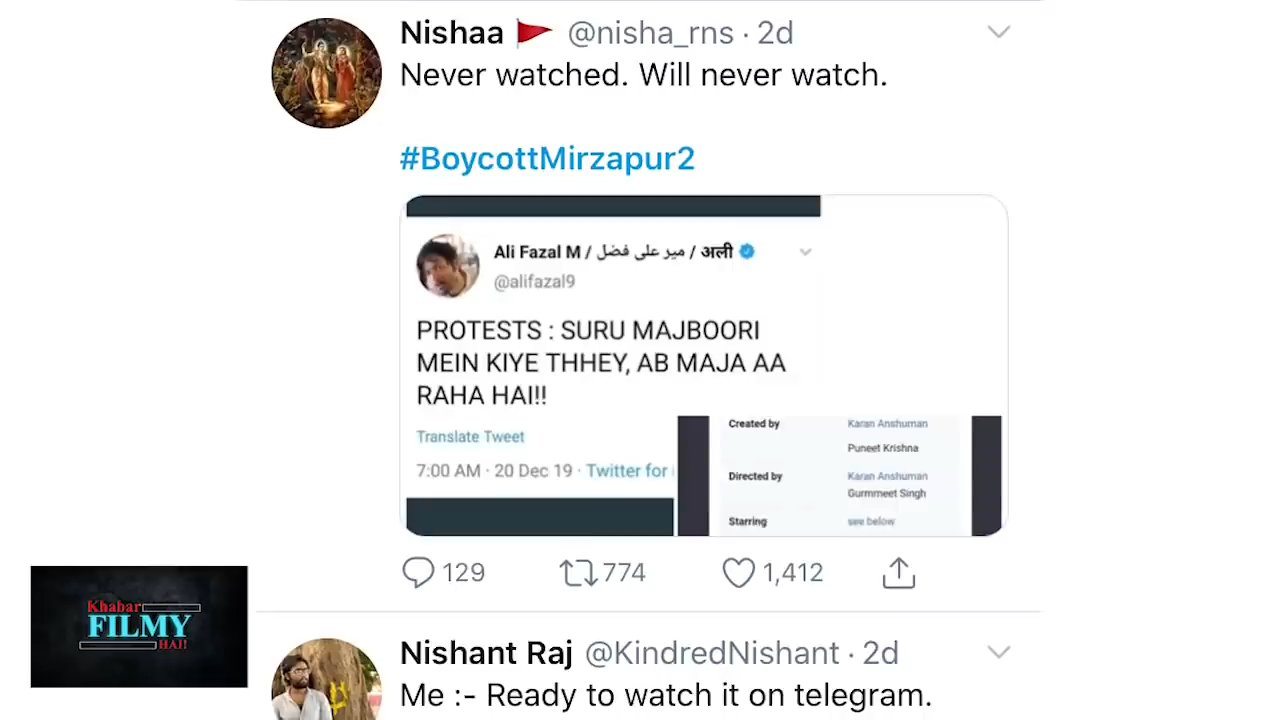 Nishaa 🚩 @nisha_rns · 2d
Never watched. Will never watch.
#BoycottMirzapur2
Ali Fazal M / میر علی فضل / अली
@alifazal9
PROTESTS : SURU MAJBOORI
MEIN KIYE THHEY, AB MAJA AA
RAHA HAI!!
Translate Tweet
7:00 AM · 20 Dec 19 · Twitter for
Created by Karan Anshuman
Puneet Krishna
Directed by Karan Anshuman
Gurmmeet Singh
Starring see below
129 774 1,412
Khabar
FILMY
HAI!
Nishant Raj @KindredNishant · 2d
Me :- Ready to watch it on telegram.